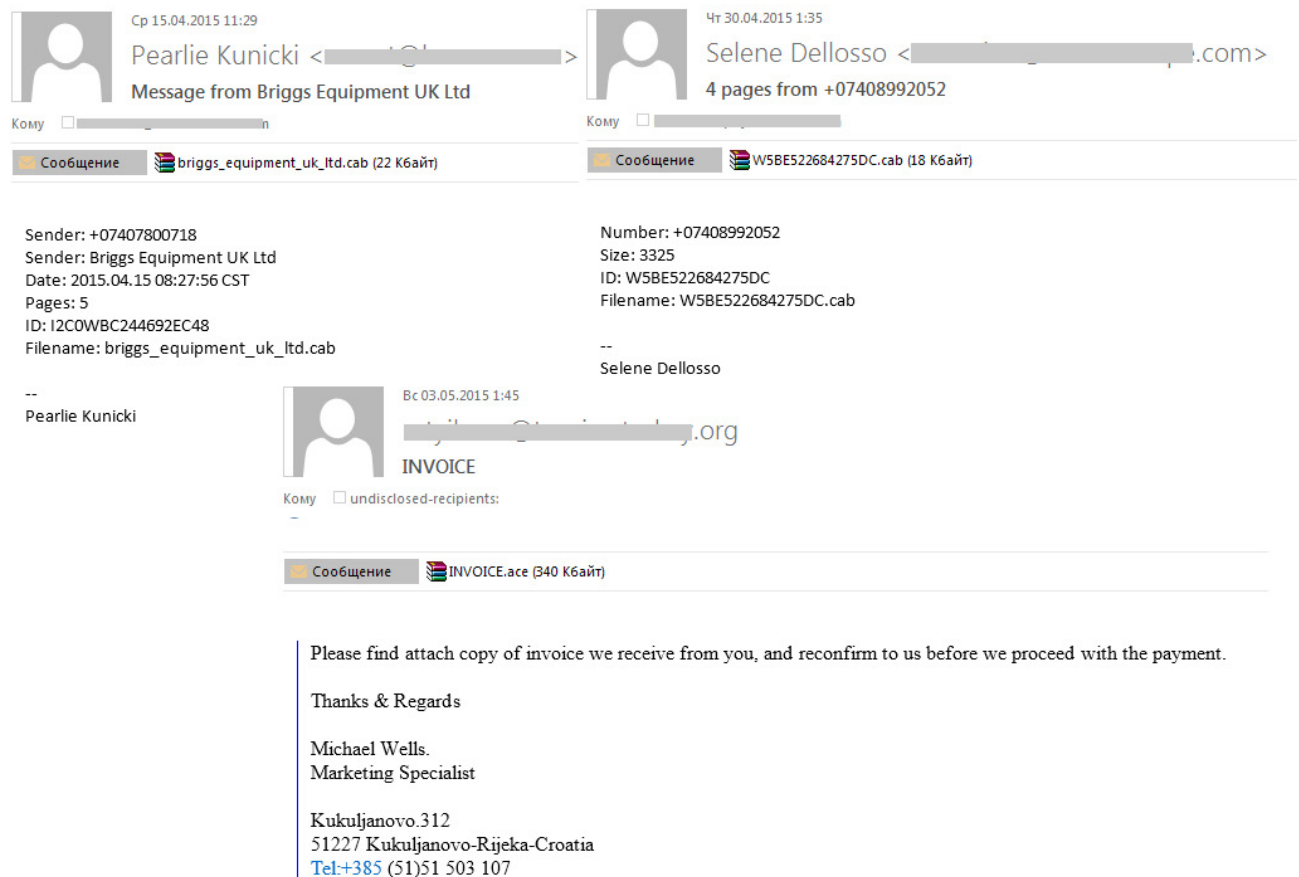 Ср 15.04.2015 11:29
Pearlie Kunicki < >
Message from Briggs Equipment UK Ltd
Кому
Сообщение briggs_equipment_uk_ltd.cab (22 Кбайт)
Sender: +07407800718
Sender: Briggs Equipment UK Ltd
Date: 2015.04.15 08:27:56 CST
Pages: 5
ID: I2C0WBC244692EC48
Filename: briggs_equipment_uk_ltd.cab
--
Pearlie Kunicki
Чт 30.04.2015 1:35
Selene Dellosso < .com>
4 pages from +07408992052
Кому
Сообщение W5BE522684275DC.cab (18 Кбайт)
Number: +07408992052
Size: 3325
ID: W5BE522684275DC
Filename: W5BE522684275DC.cab
--
Selene Dellosso
Вс 03.05.2015 1:45
.org
INVOICE
Кому undisclosed-recipients:
Сообщение INVOICE.ace (340 Кбайт)
Please find attach copy of invoice we receive from you, and reconfirm to us before we proceed with the payment.
Thanks & Regards
Michael Wells.
Marketing Specialist
Kukuljanovo.312
51227 Kukuljanovo-Rijeka-Croatia
Tel:+385 (51)51 503 107